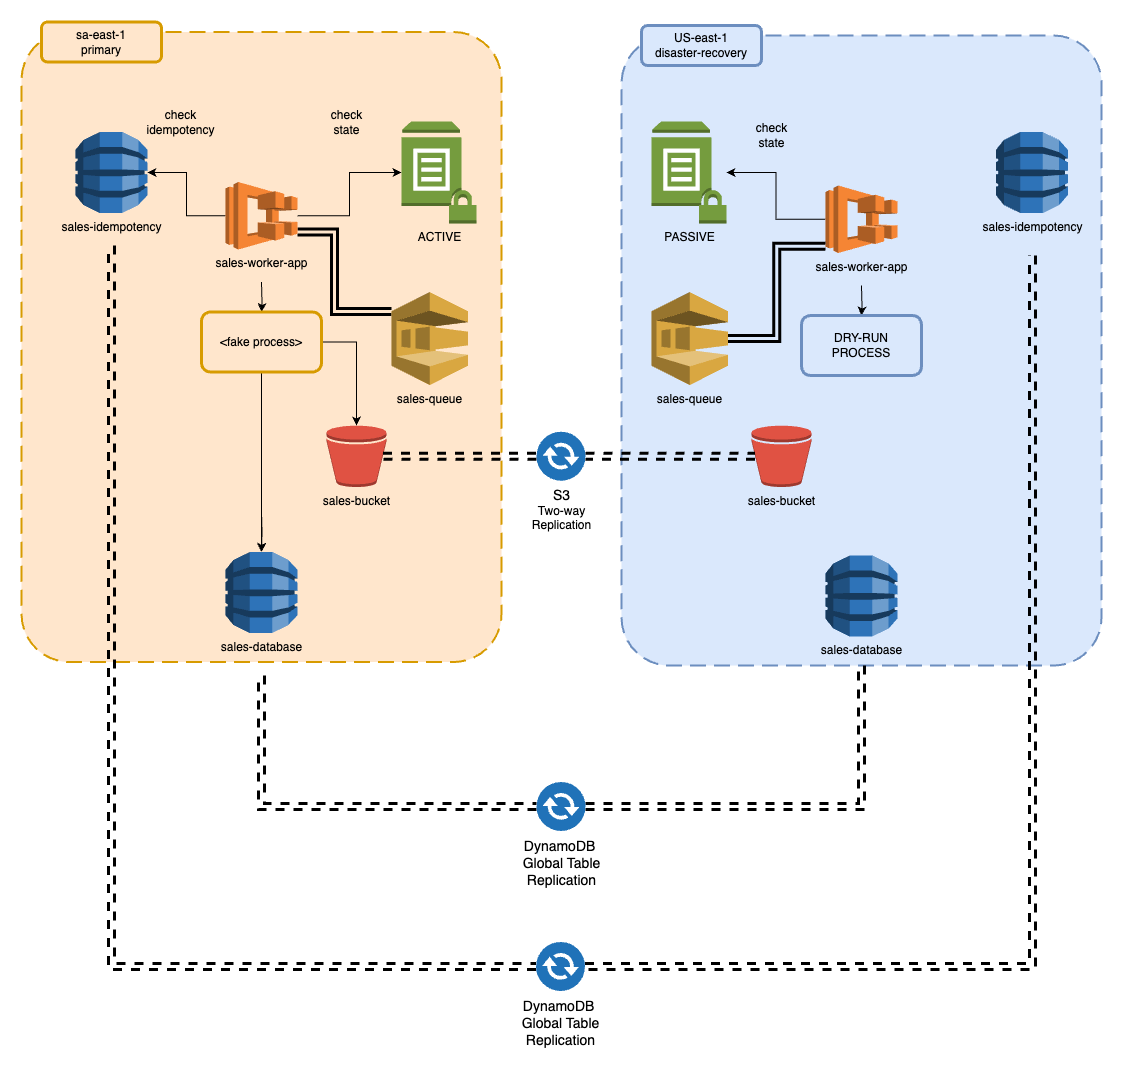 sa-east-1
primary
check
idempotency
check
state
sales-idempotency
ACTIVE
sales-worker-app
<fake process>
sales-queue
sales-bucket
sales-database
US-east-1
disaster-recovery
check
state
PASSIVE
sales-idempotency
sales-worker-app
DRY-RUN
PROCESS
sales-queue
sales-bucket
sales-database
S3
Two-way
Replication
DynamoDB
Global Table
Replication
DynamoDB
Global Table
Replication